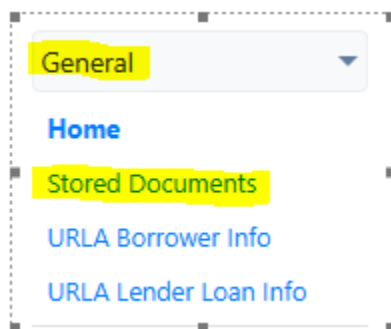 General
Home
Stored Documents
URLA Borrower Info
URLA Lender Loan Info